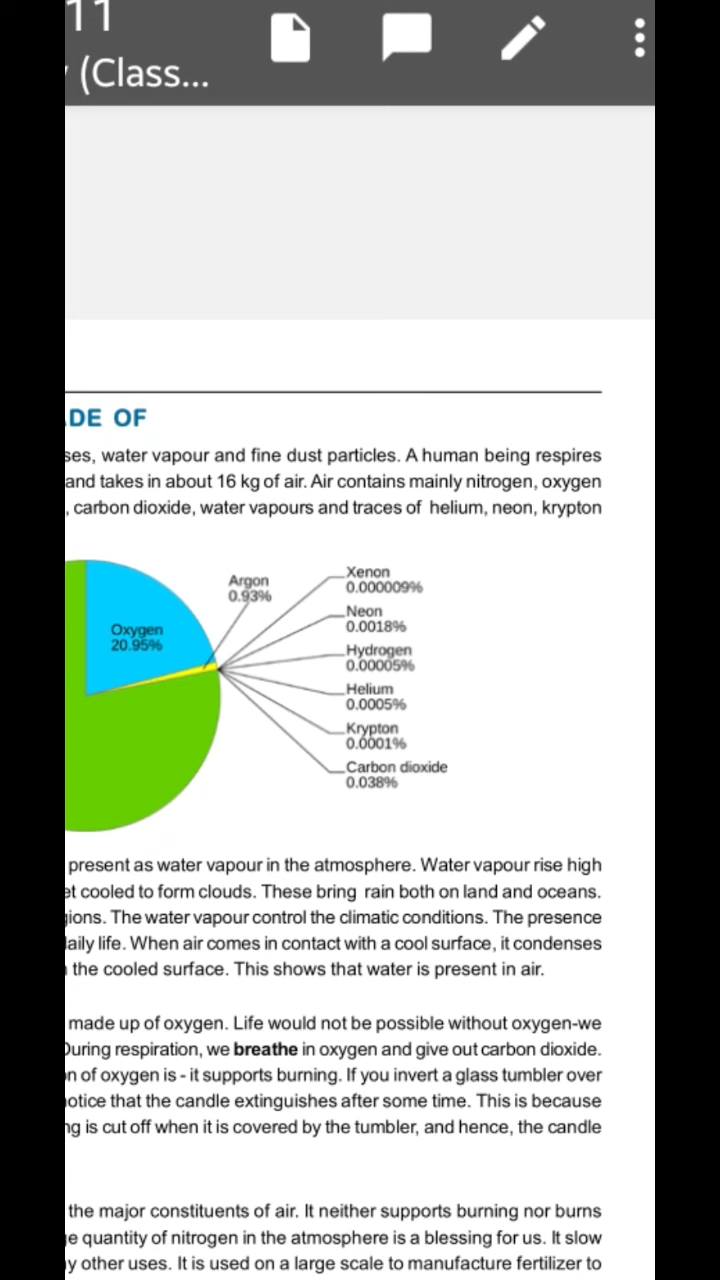 11
(Class...
ADE OF
ses, water vapour and fine dust particles. A human being respires
and takes in about 16 kg of air. Air contains mainly nitrogen, oxygen
, carbon dioxide, water vapours and traces of helium, neon, krypton
Argon
0.93%
Oxygen
20.95%
Xenon
0.000009%
Neon
0.0018%
Hydrogen
0.00005%
Helium
0.0005%
Krypton
0.0001%
Carbon dioxide
0.038%
present as water vapour in the atmosphere. Water vapour rise high
et cooled to form clouds. These bring rain both on land and oceans.
gions. The water vapour control the climatic conditions. The presence
daily life. When air comes in contact with a cool surface, it condenses
the cooled surface. This shows that water is present in air.
made up of oxygen. Life would not be possible without oxygen-we
During respiration, we breathe in oxygen and give out carbon dioxide.
on of oxygen is - it supports burning. If you invert a glass tumbler over
notice that the candle extinguishes after some time. This is because
ng is cut off when it is covered by the tumbler, and hence, the candle
the major constituents of air. It neither supports burning nor burns
e quantity of nitrogen in the atmosphere is a blessing for us. It slow
y other uses. It is used on a large scale to manufacture fertilizer to